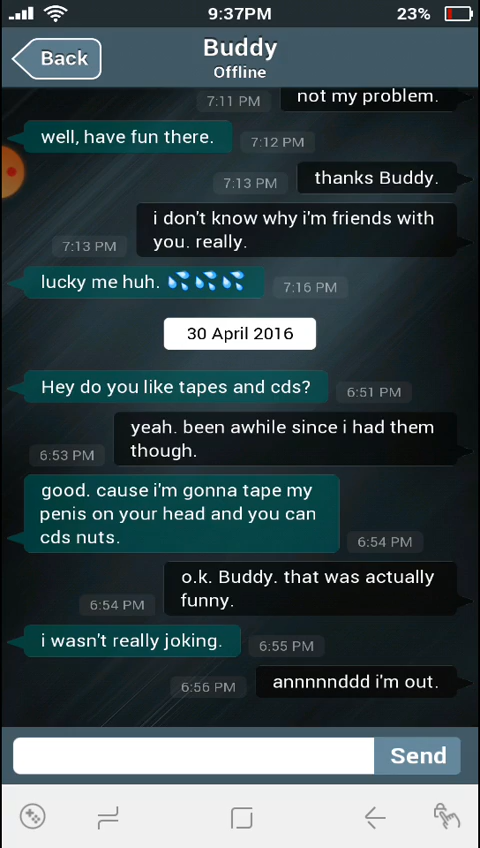 9:37PM 23%
Back
Buddy
Offline
not my problem.
7:11 PM
well, have fun there.
7:12 PM
thanks Buddy.
7:13 PM
i don't know why i'm friends with
you. really.
7:13 PM
lucky me huh. 💦💦💦
7:16 PM
30 April 2016
Hey do you like tapes and cds?
6:51 PM
yeah. been awhile since i had them
though.
6:53 PM
good. cause i'm gonna tape my
penis on your head and you can
cds nuts.
6:54 PM
o.k. Buddy. that was actually
funny.
6:54 PM
i wasn't really joking.
6:55 PM
annnnnddd i'm out.
6:56 PM
Send